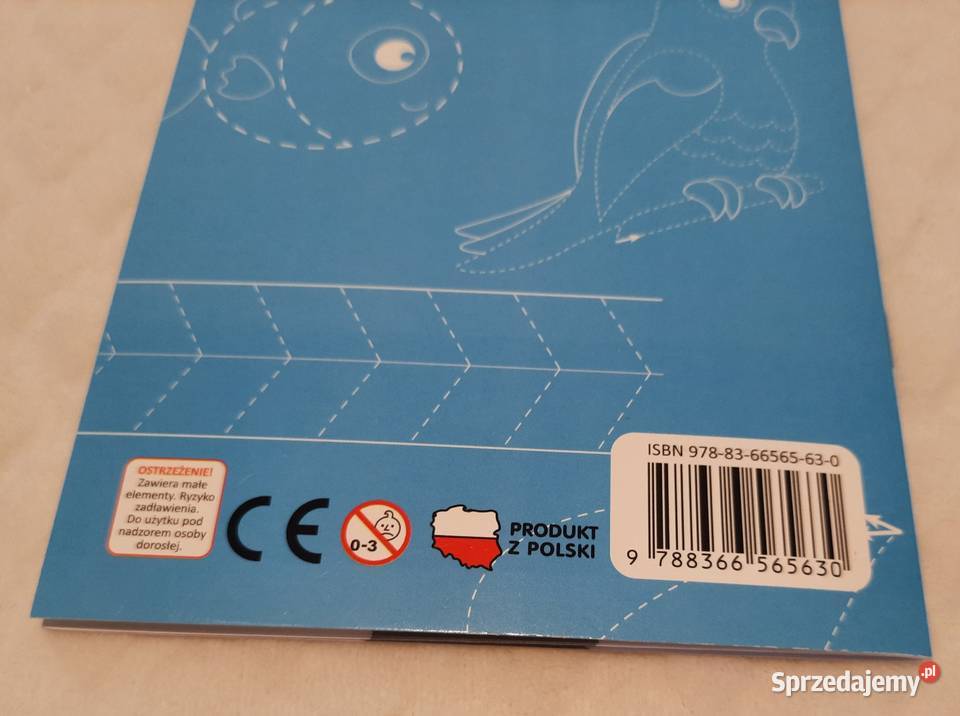 OSTRZEŻENIE!
Zawiera małe
elementy. Ryzyko
zadławienia.
Do użytku pod
nadzorem osoby
dorosłej.
CE
0-3
PRODUKT
Z POLSKI
ISBN 978-83-66565-63-0
9 788366 565630
Sprzedajemy.pl